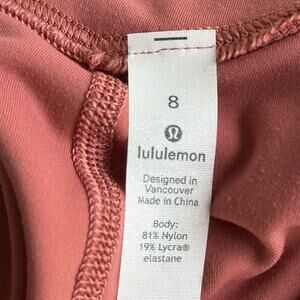 8
lululemon
Designed in
Vancouver
Made in China
Body:
81% Nylon
19% Lycra®
elastane